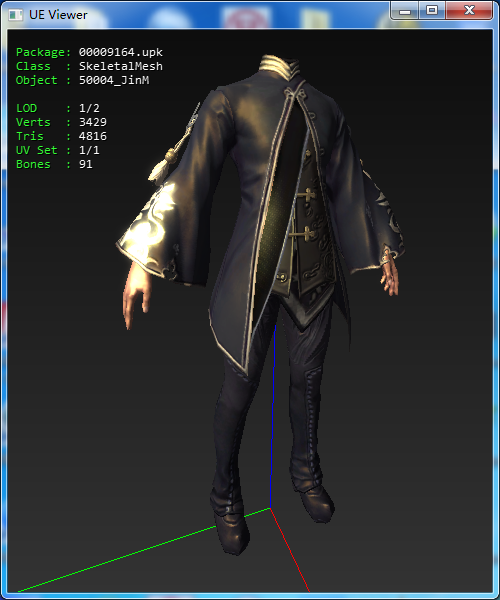 UE Viewer
Package: 00009164.upk
Class : SkeletalMesh
Object : 50004_JinM
LOD : 1/2
Verts : 3429
Tris : 4816
UV Set : 1/1
Bones : 91